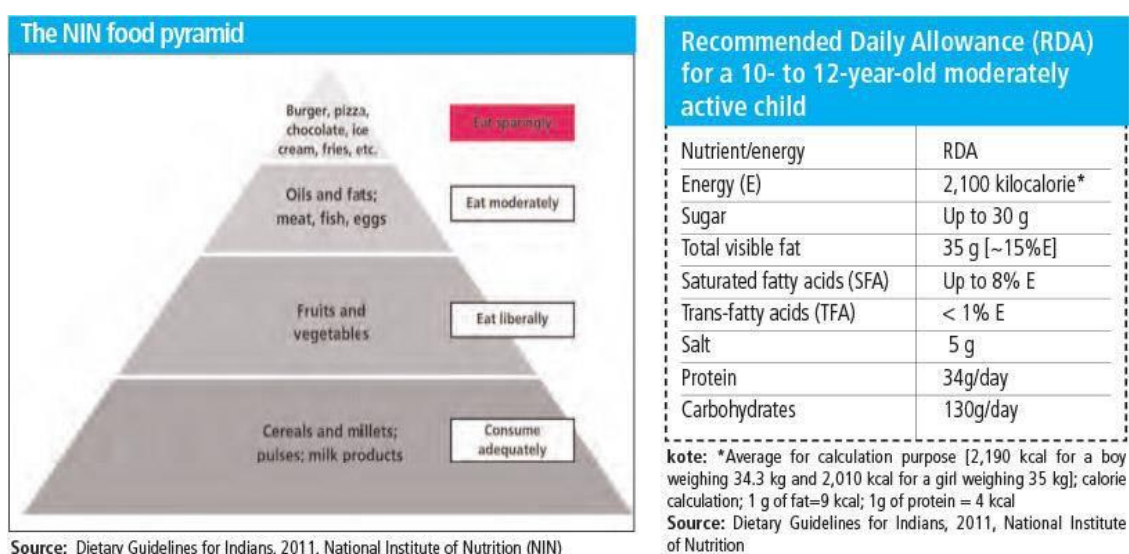 The NIN food pyramid
Burger, pizza,
chocolate, ice
cream, fries, etc.
Eat sparingly
Oils and fats;
meat, fish, eggs
Eat moderately
Fruits and
vegetables
Eat liberally
Cereals and millets;
pulses; milk products
Consume
adequately
Source: Dietary Guidelines for Indians, 2011, National Institute of Nutrition (NIN)
Recommended Daily Allowance (RDA)
for a 10- to 12-year-old moderately
active child
Nutrient/energy RDA
Energy (E) 2,100 kilocalorie*
Sugar Up to 30 g
Total visible fat 35 g [~15%E]
Saturated fatty acids (SFA) Up to 8% E
Trans-fatty acids (TFA) < 1% E
Salt 5 g
Protein 34g/day
Carbohydrates 130g/day
kote: *Average for calculation purpose [2,190 kcal for a boy
weighing 34.3 kg and 2,010 kcal for a girl weighing 35 kg]; calorie
calculation; 1 g of fat=9 kcal; 1g of protein = 4 kcal
Source: Dietary Guidelines for Indians, 2011, National Institute
of Nutrition